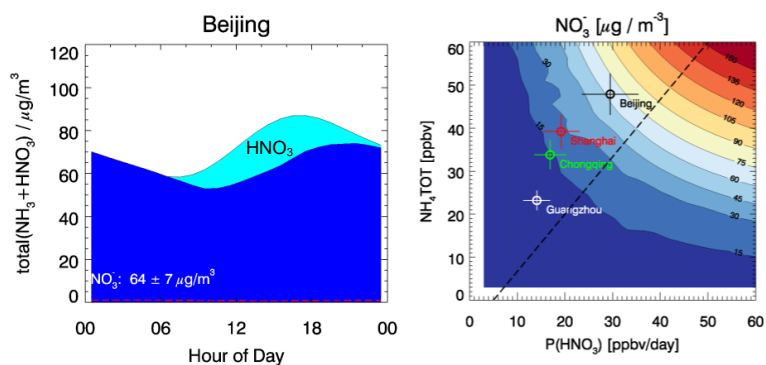 Beijing
total(NH3+HNO3) / μg/m3
120
100
80
60
40
20
0
HNO3
NO3-: 64 ± 7 μg/m3
00 06 12 18 00
Hour of Day
NO3- [μg / m-3]
NH4TOT [ppbv]
60
50
40
30
20
10
0
30
15
Beijing
Shanghai
Chongqing
Guangzhou
150
135
120
105
90
75
60
45
30
15
0 10 20 30 40 50 60
P(HNO3) [ppbv/day]